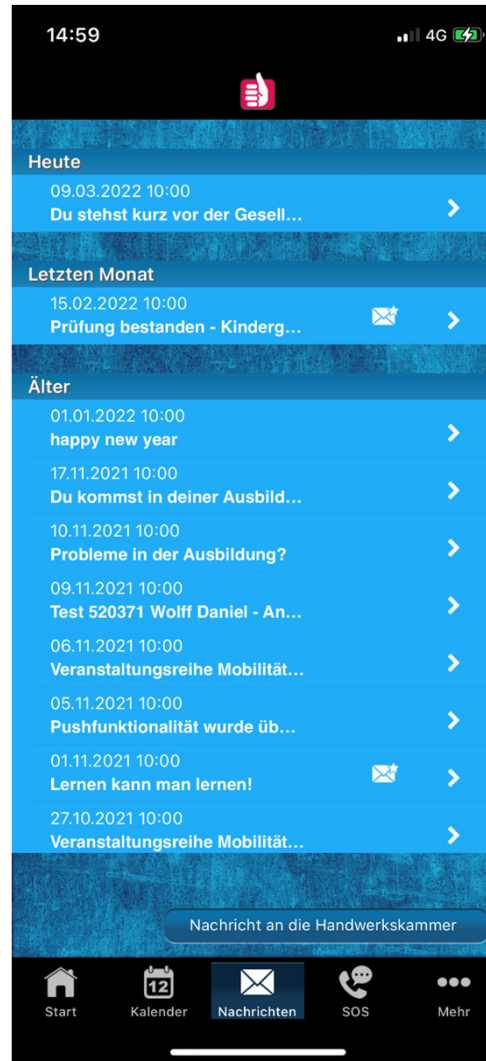 14:59
4G
Heute
09.03.2022 10:00
Du stehst kurz vor der Gesell...
Letzten Monat
15.02.2022 10:00
Prüfung bestanden - Kinderg...
Älter
01.01.2022 10:00
happy new year
17.11.2021 10:00
Du kommst in deiner Ausbild...
10.11.2021 10:00
Probleme in der Ausbildung?
09.11.2021 10:00
Test 520371 Wolff Daniel - An...
06.11.2021 10:00
Veranstaltungsreihe Mobilität...
05.11.2021 10:00
Pushfunktionalität wurde üb...
01.11.2021 10:00
Lernen kann man lernen!
27.10.2021 10:00
Veranstaltungsreihe Mobilität...
Nachricht an die Handwerkskammer
12
Start Kalender Nachrichten SOS Mehr